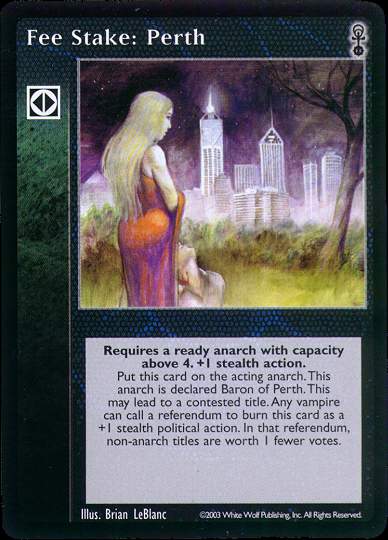 Fee Stake: Perth
Requires a ready anarch with capacity
above 4. +1 stealth action.
Put this card on the acting anarch. This
anarch is declared Baron of Perth. This
may lead to a contested title. Any vampire
can call a referendum to burn this card as a
+1 stealth political action. In that referendum,
non-anarch titles are worth 1 fewer votes.
Illus. Brian LeBlanc
©2003 White Wolf Publishing, Inc. All Rights Reserved.